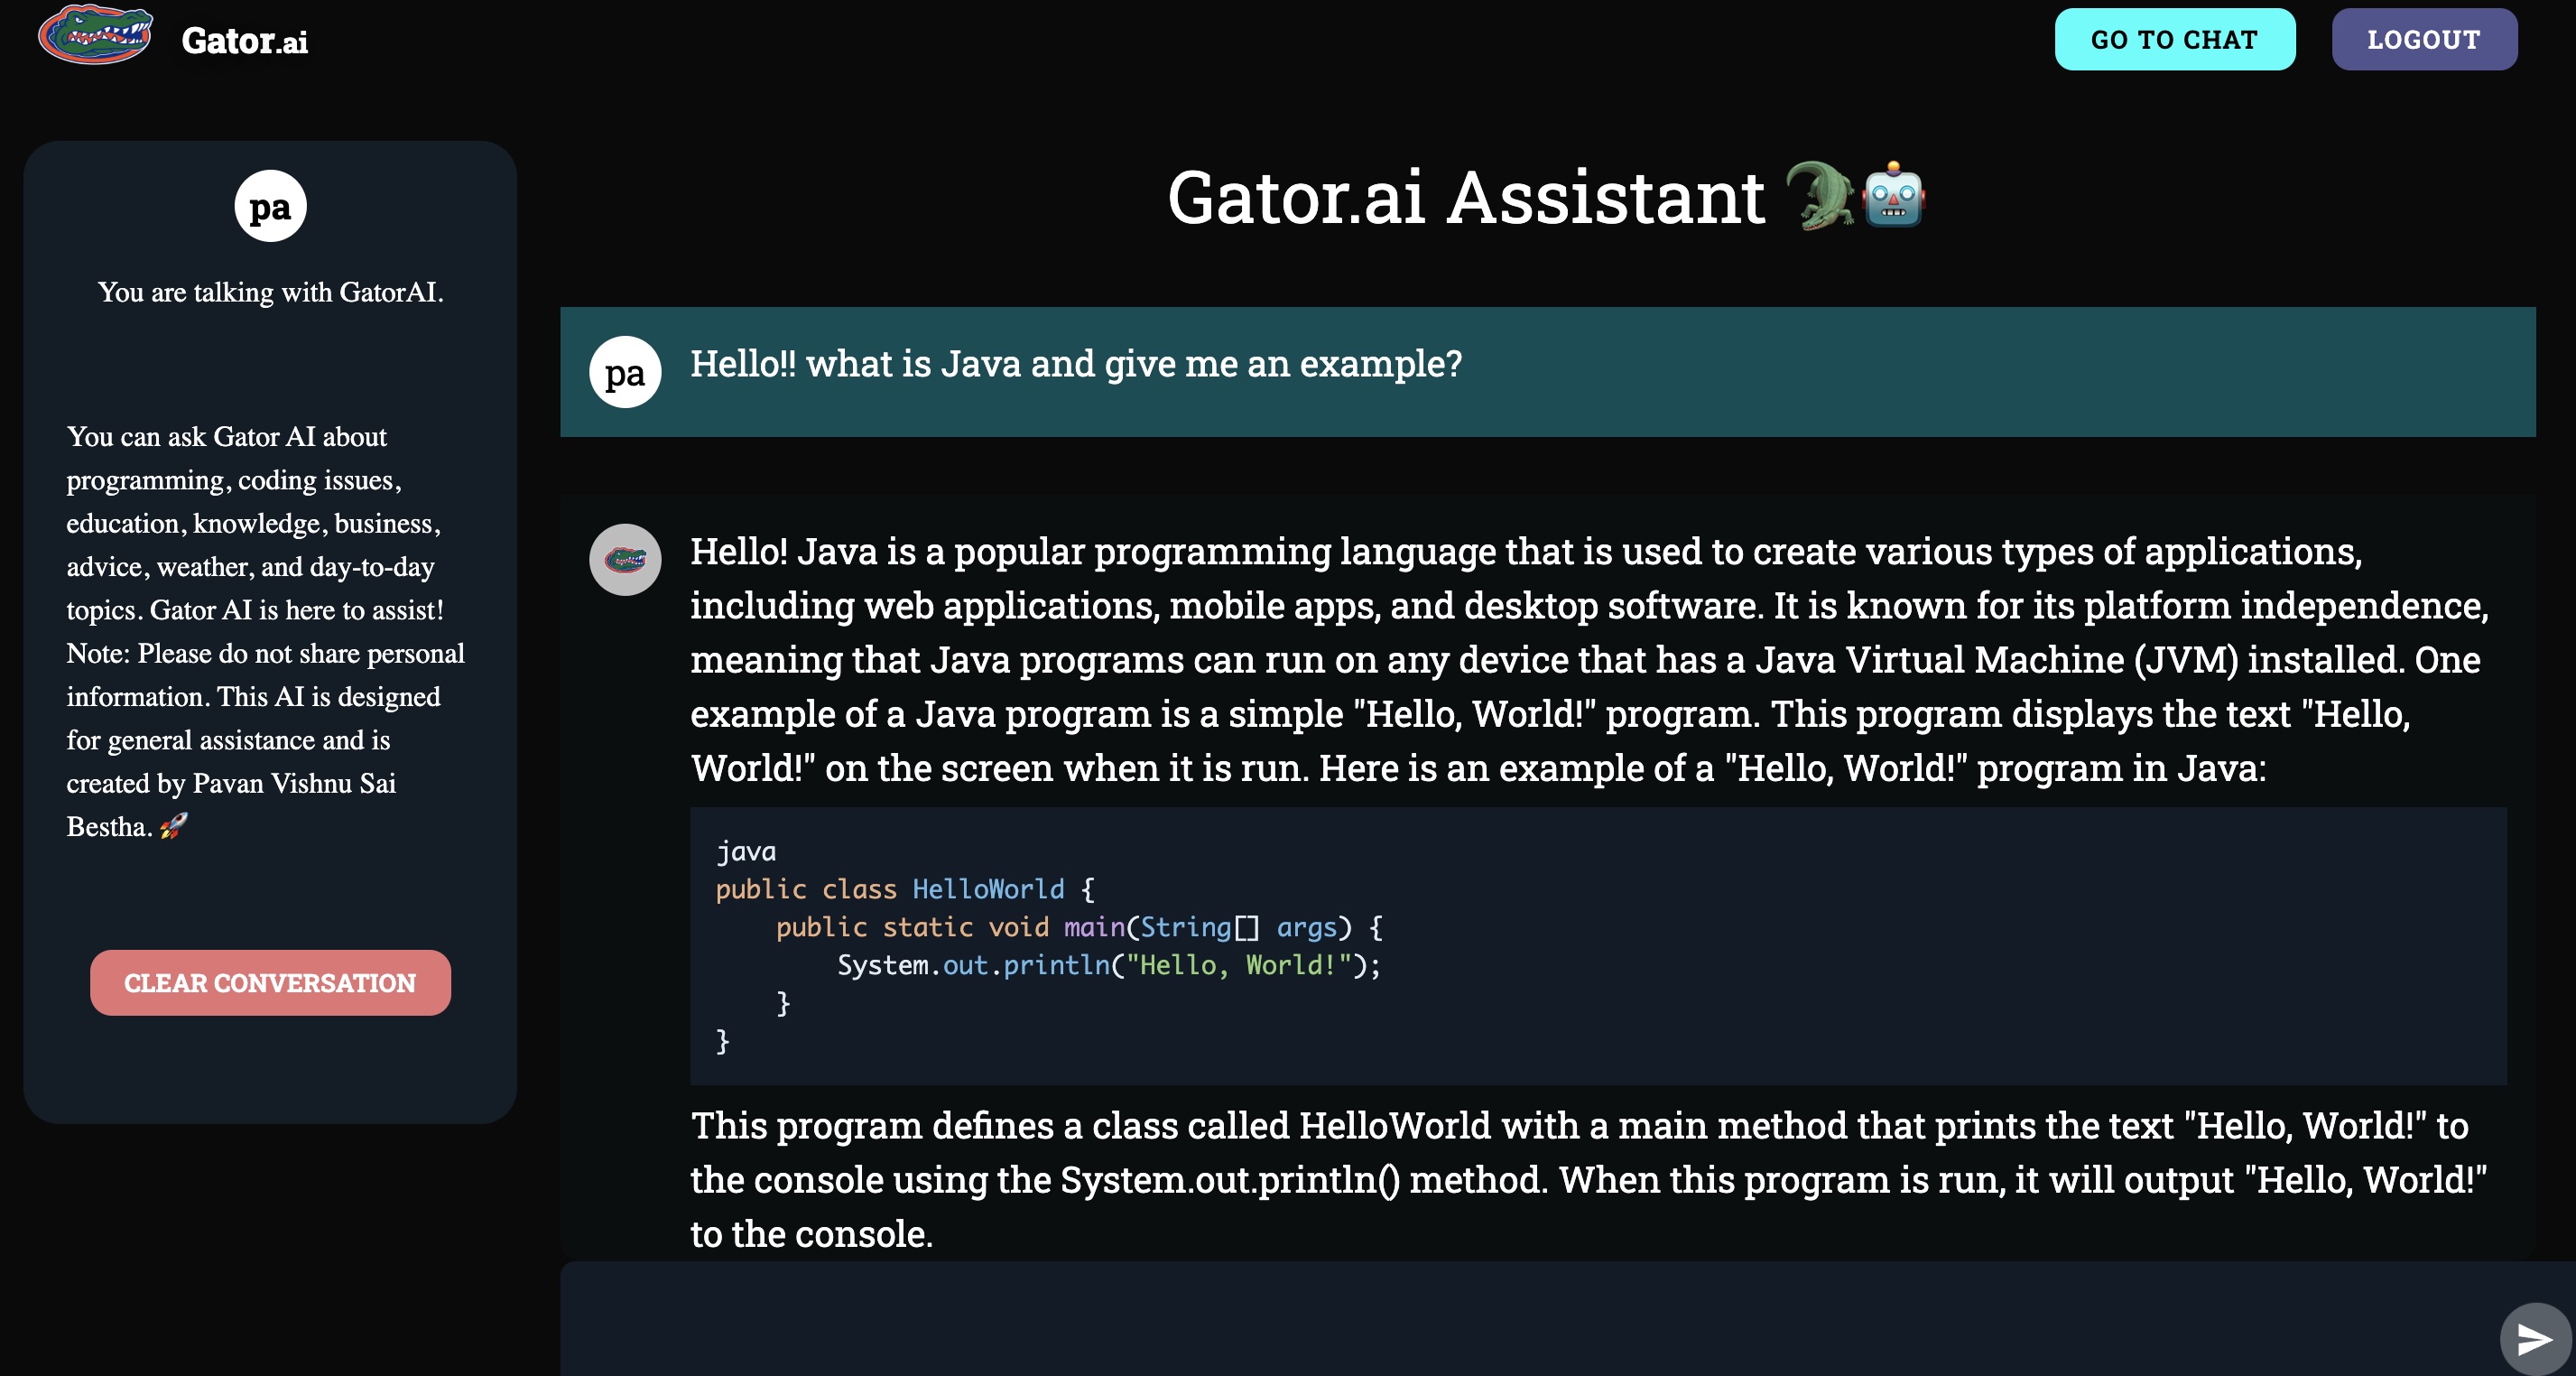 Gator.ai
GO TO CHAT
LOGOUT
pa
You are talking with GatorAI.
You can ask Gator AI about
programming, coding issues,
education, knowledge, business,
advice, weather, and day-to-day
topics. Gator AI is here to assist!
Note: Please do not share personal
information. This AI is designed
for general assistance and is
created by Pavan Vishnu Sai
Bestha. 🚀
CLEAR CONVERSATION
Gator.ai Assistant 🐊🤖
pa
Hello!! what is Java and give me an example?
Hello! Java is a popular programming language that is used to create various types of applications,
including web applications, mobile apps, and desktop software. It is known for its platform independence,
meaning that Java programs can run on any device that has a Java Virtual Machine (JVM) installed. One
example of a Java program is a simple "Hello, World!" program. This program displays the text "Hello,
World!" on the screen when it is run. Here is an example of a "Hello, World!" program in Java:
java
public class HelloWorld {
    public static void main(String[] args) {
        System.out.println("Hello, World!");
    }
}
This program defines a class called HelloWorld with a main method that prints the text "Hello, World!" to
the console using the System.out.println() method. When this program is run, it will output "Hello, World!"
to the console.